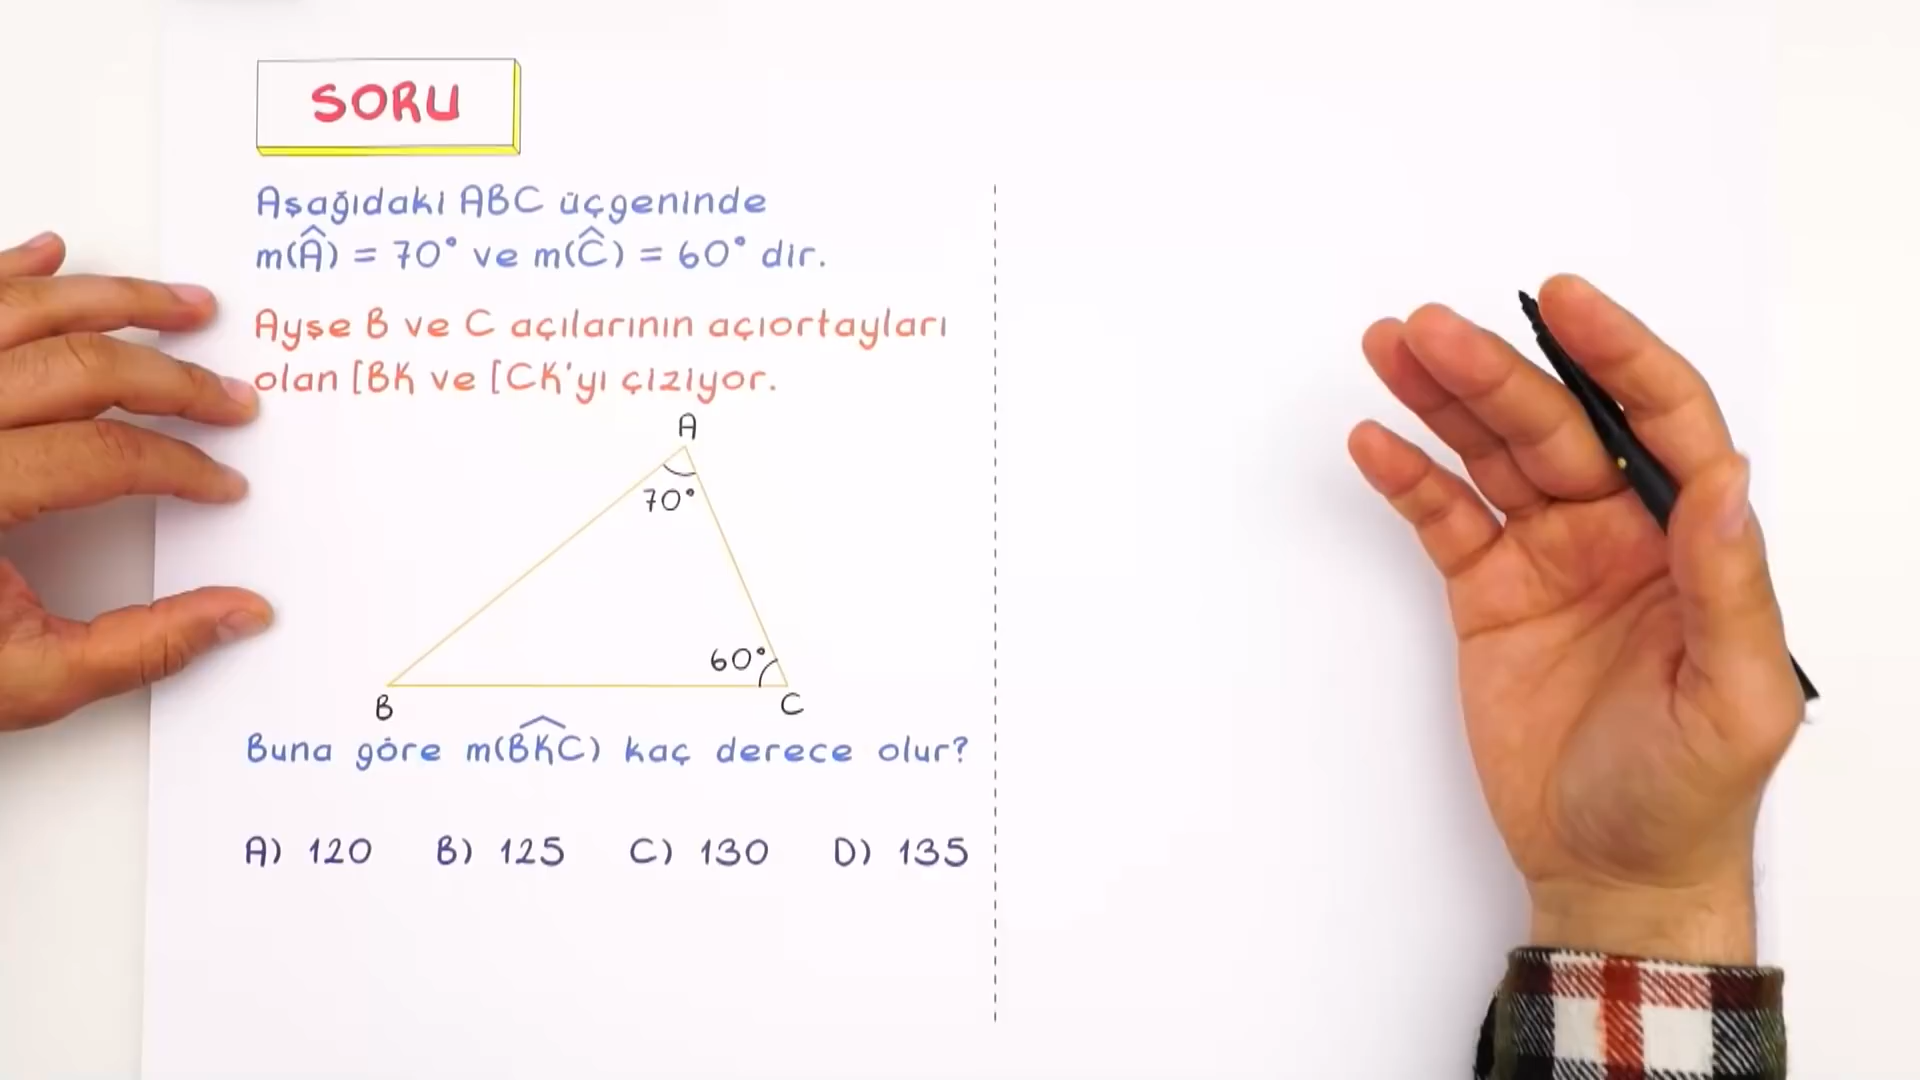 SORU
Aşağıdaki ABC üçgeninde
m(Â) = 70° ve m(Ĉ) = 60° dir.
Ayşe B ve C açılarının açıortayları
olan [BK ve [CK'yı çiziyor.
A
70°
60°
B
C
Buna göre m(BKC) kaç derece olur?
A) 120 B) 125 C) 130 D) 135